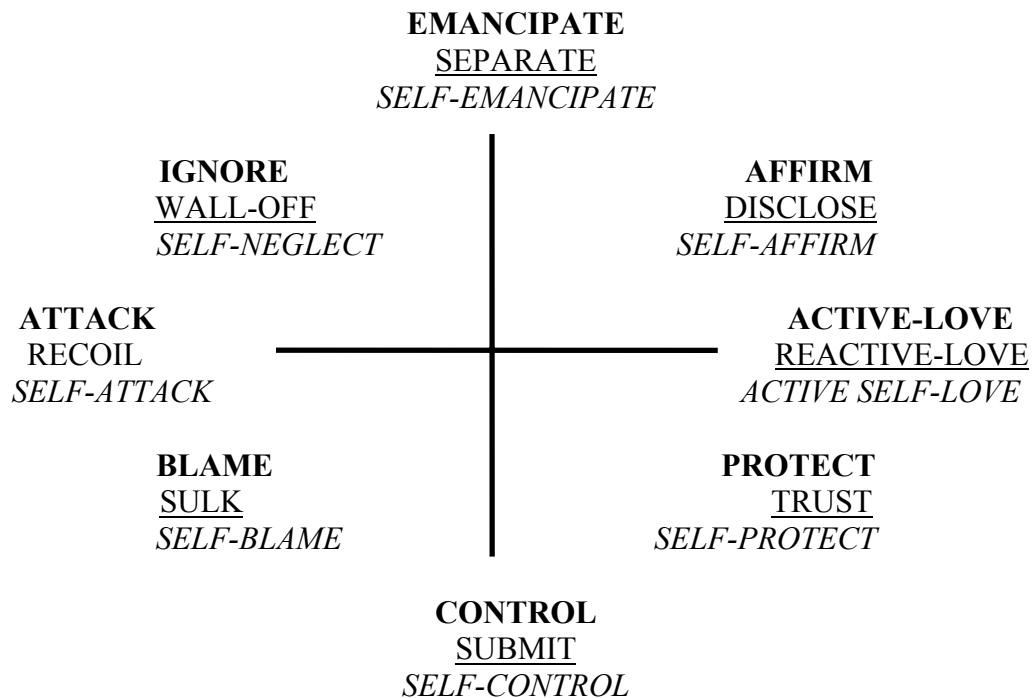 EMANCIPATE
SEPARATE
SELF-EMANCIPATE
IGNORE
WALL-OFF
SELF-NEGLECT
AFFIRM
DISCLOSE
SELF-AFFIRM
ATTACK
RECOIL
SELF-ATTACK
ACTIVE-LOVE
REACTIVE-LOVE
ACTIVE SELF-LOVE
BLAME
SULK
SELF-BLAME
PROTECT
TRUST
SELF-PROTECT
CONTROL
SUBMIT
SELF-CONTROL